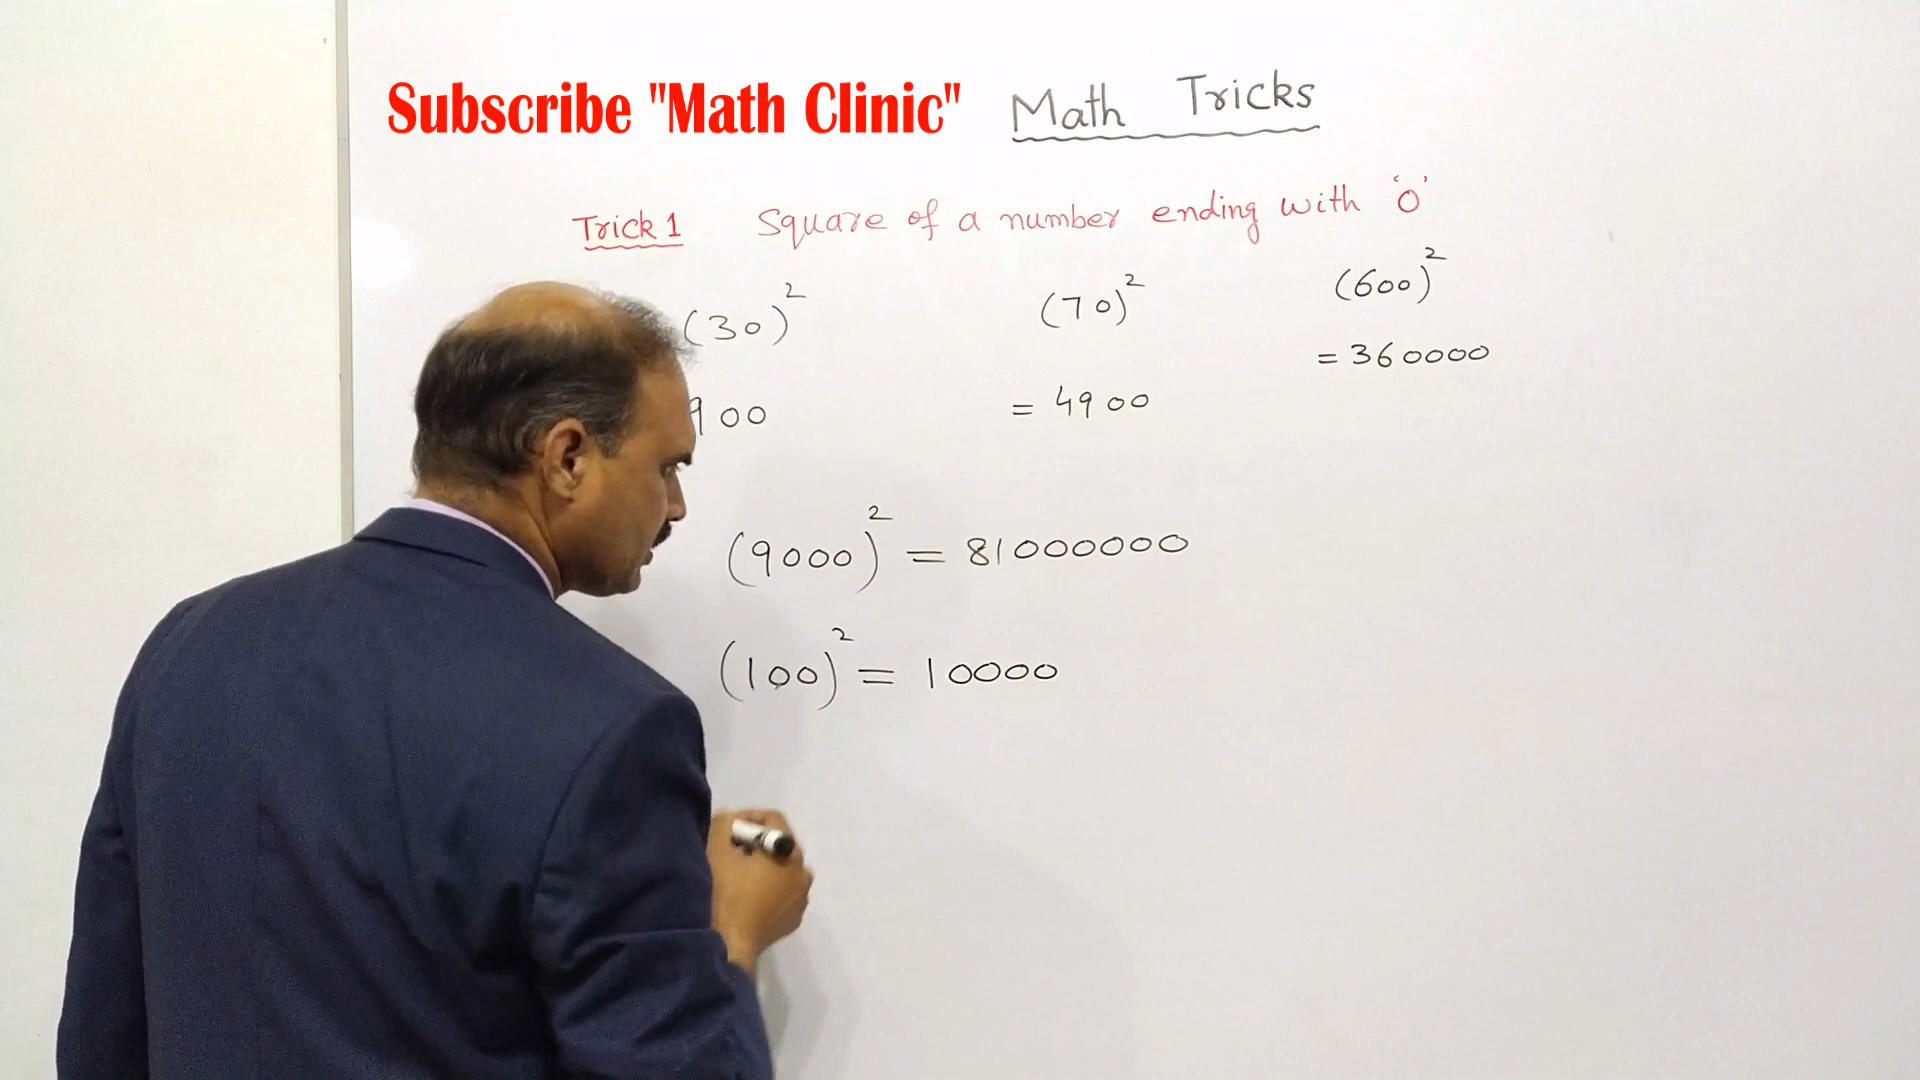 Subscribe "Math Clinic"
Math Tricks
Trick 1 Square of a number ending with '0'
(30)² (70)² (600)²
= 360000
900 = 4900
(9000)² = 81000000
(100)² = 10000